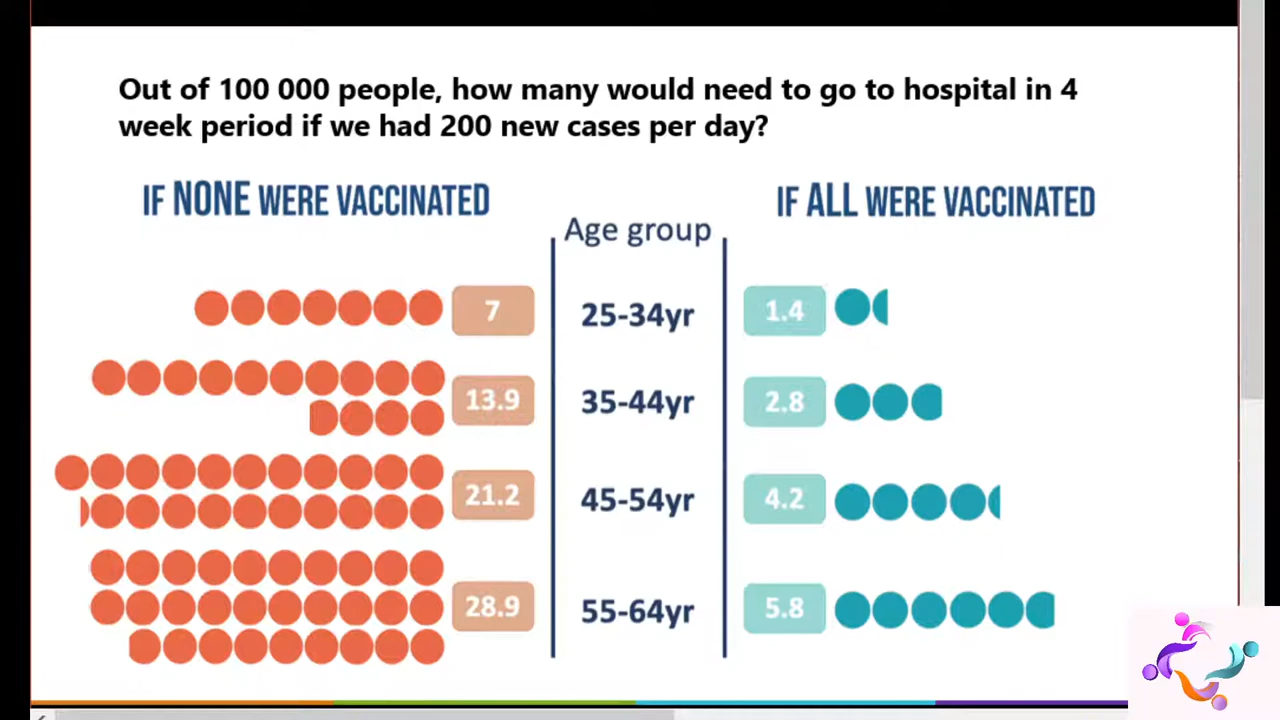 Out of 100 000 people, how many would need to go to hospital in 4
week period if we had 200 new cases per day?
IF NONE WERE VACCINATED
IF ALL WERE VACCINATED
Age group
7
25-34yr
1.4
13.9
35-44yr
2.8
21.2
45-54yr
4.2
28.9
55-64yr
5.8